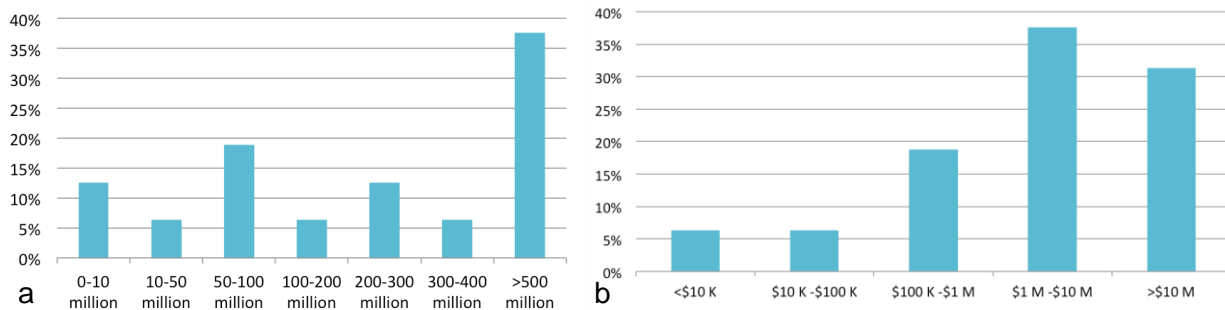 40%
35%
30%
25%
20%
15%
10%
5%
0%
0-10 million
10-50 million
50-100 million
100-200 million
200-300 million
300-400 million
>500 million
a
40%
35%
30%
25%
20%
15%
10%
5%
0%
<$10 K
$10 K -$100 K
$100 K -$1 M
$1 M -$10 M
>$10 M
b